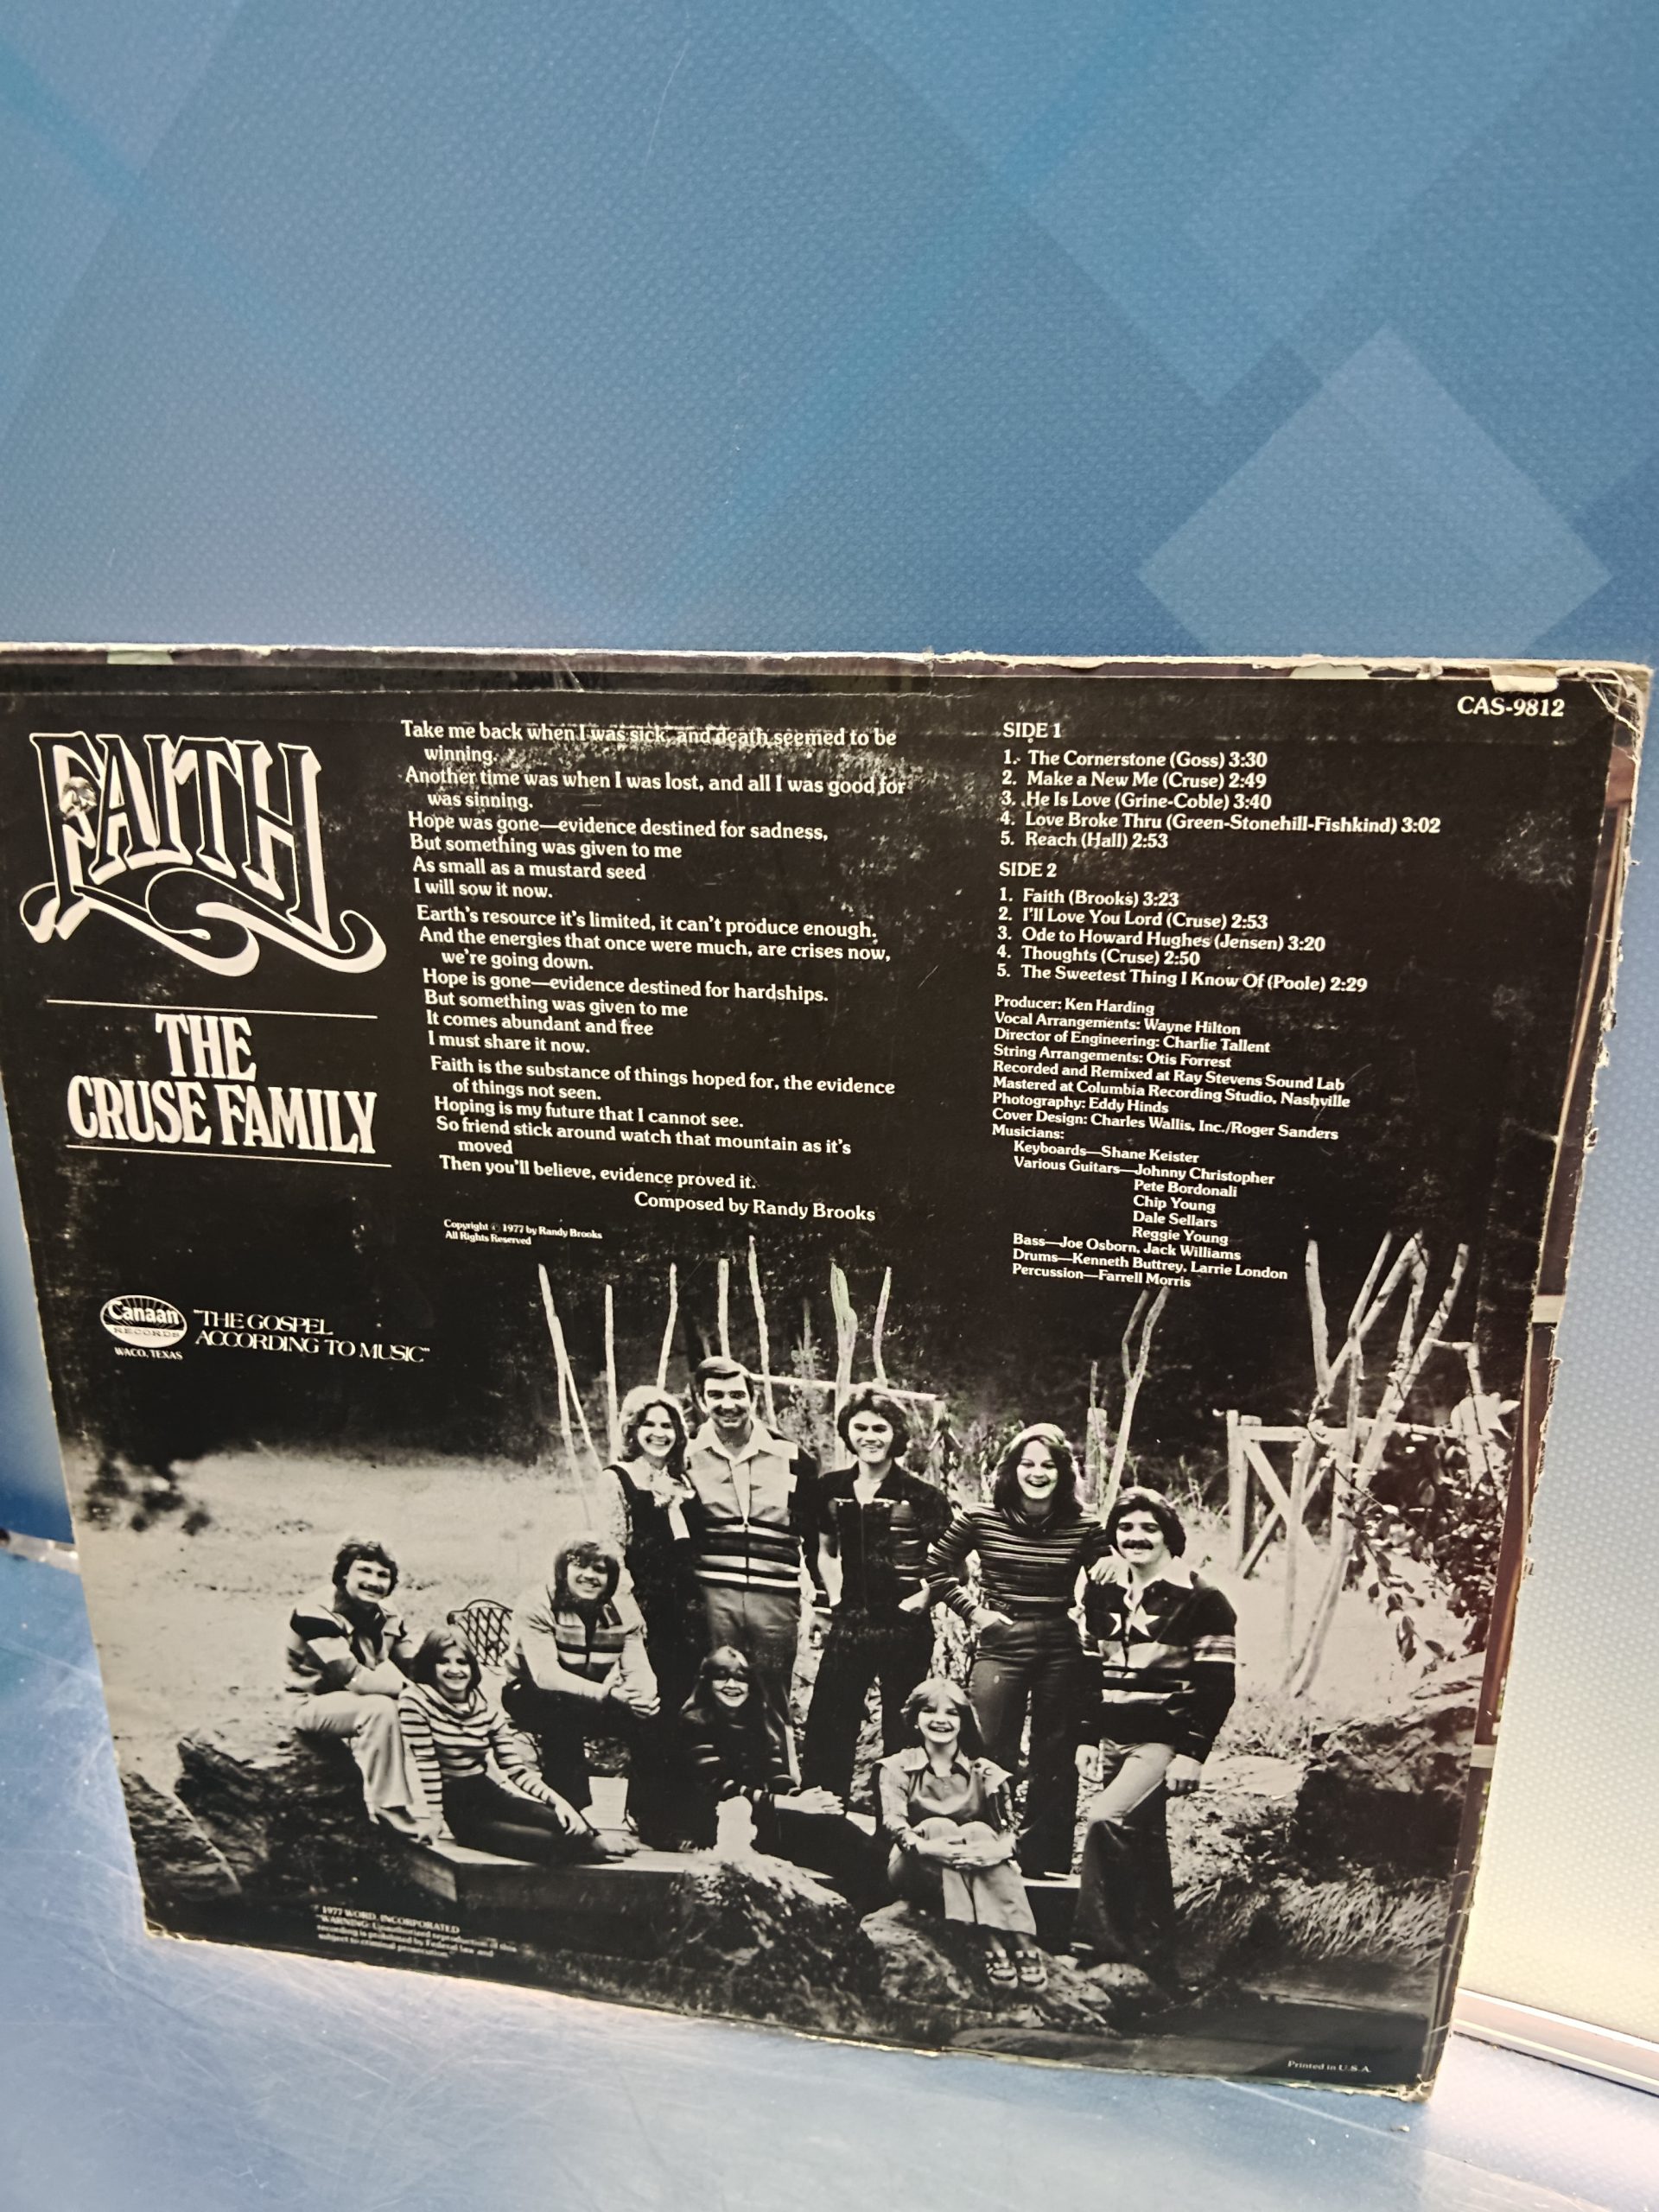 CAS-9812
FAITH
THE
CRUSE FAMILY
Take me back when I was sick, and death seemed to be
winning.
Another time was when I was lost, and all I was good for
was sinning.
Hope was gone—evidence destined for sadness,
But something was given to me
As small as a mustard seed
I will sow it now.
Earth's resource it's limited, it can't produce enough.
And the energies that once were much, are crises now,
we're going down.
Hope is gone—evidence destined for hardships.
But something was given to me
It comes abundant and free
I must share it now.
Faith is the substance of things hoped for, the evidence
of things not seen.
Hoping is my future that I cannot see.
So friend stick around watch that mountain as it's
moved
Then you'll believe, evidence proved it.
Composed by Randy Brooks
Copyright © 1977 by Randy Brooks
All Rights Reserved
SIDE 1
1. The Cornerstone (Goss) 3:30
2. Make a New Me (Cruse) 2:49
3. He Is Love (Grine-Coble) 3:40
4. Love Broke Thru (Green-Stonehill-Fishkind) 3:02
5. Reach (Hall) 2:53
SIDE 2
1. Faith (Brooks) 3:23
2. I'll Love You Lord (Cruse) 2:53
3. Ode to Howard Hughes (Jensen) 3:20
4. Thoughts (Cruse) 2:50
5. The Sweetest Thing I Know Of (Poole) 2:29
Producer: Ken Harding
Vocal Arrangements: Wayne Hilton
Director of Engineering: Charlie Tallent
String Arrangements: Otis Forrest
Recorded and Remixed at Ray Stevens Sound Lab
Mastered at Columbia Recording Studio, Nashville
Photography: Eddy Hinds
Cover Design: Charles Wallis, Inc./Roger Sanders
Musicians:
Keyboards—Shane Keister
Various Guitars—Johnny Christopher
Pete Bordonali
Chip Young
Dale Sellars
Reggie Young
Bass—Joe Osborn, Jack Williams
Drums—Kenneth Buttrey, Larrie London
Percussion—Farrell Morris
Canaan
RECORDS
WACO, TEXAS
"THE GOSPEL
ACCORDING TO MUSIC"
1977 WORD, INCORPORATED
WARNING: Unauthorized reproduction of this
recording is prohibited by Federal law and
subject to criminal prosecution.
Printed in U.S.A.